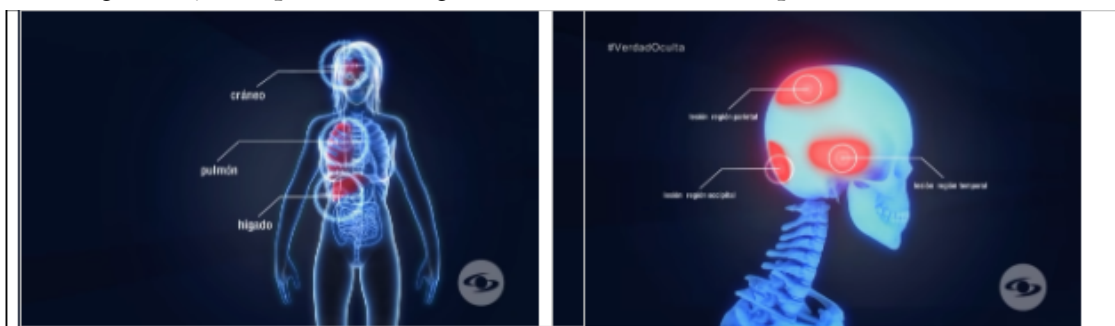 cráneo
pulmón
hígado
#VerdadOculta
lesión región parietal
lesión región occipital
lesión región temporal